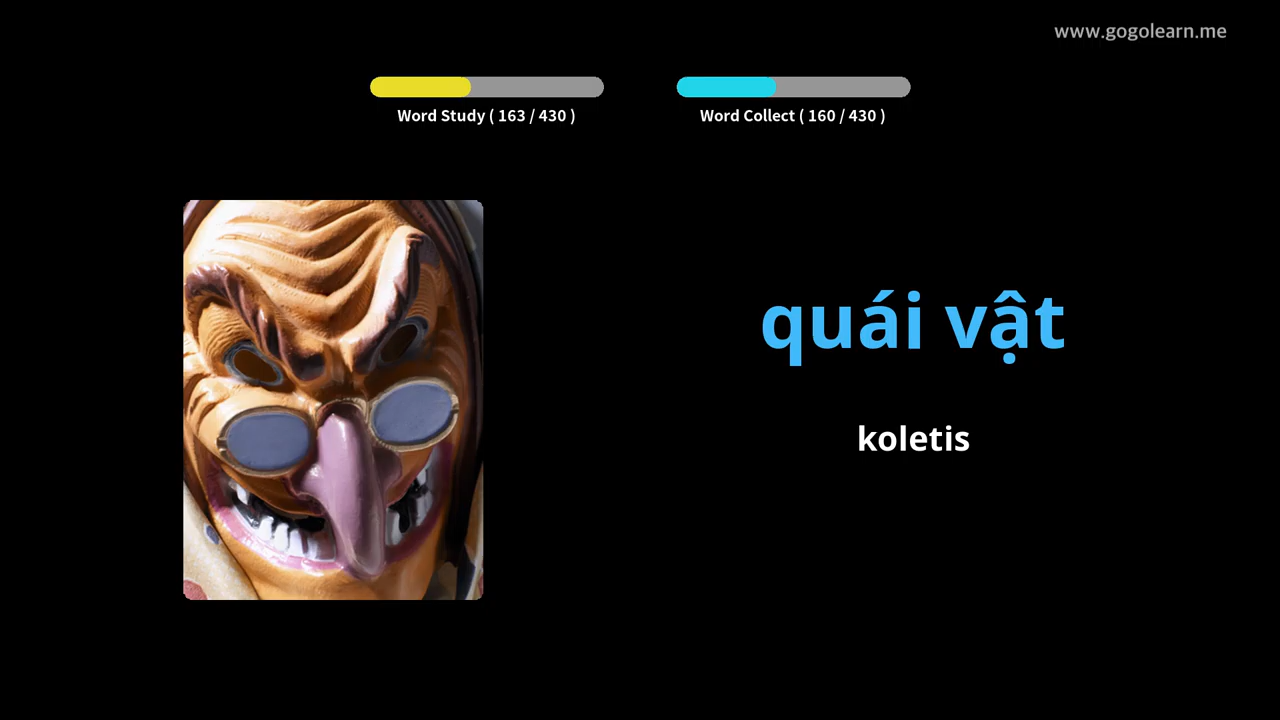 www.gogolearn.me
Word Study ( 163 / 430 )
Word Collect ( 160 / 430 )
quái vật
koletis